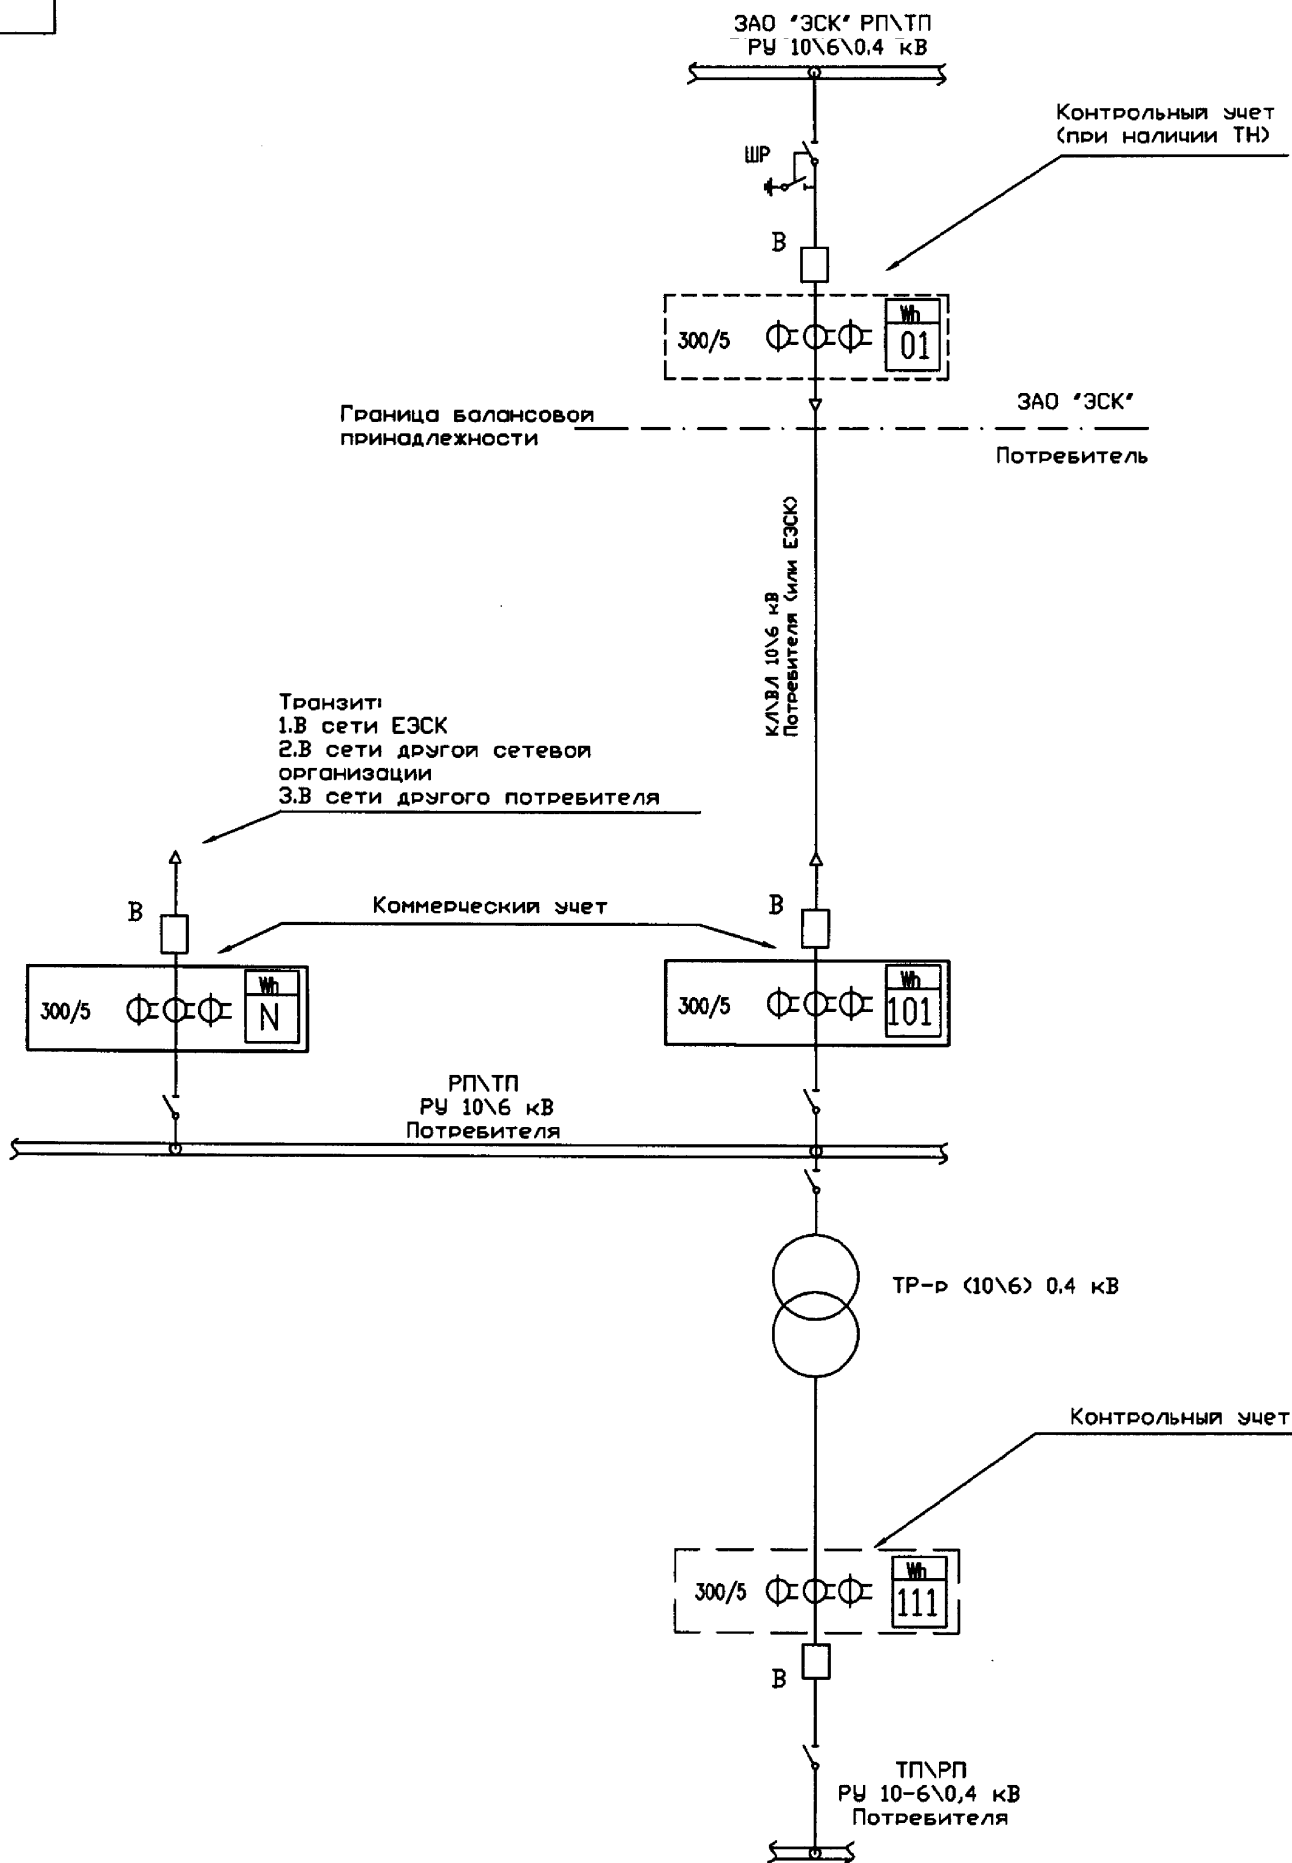 ЗАО "ЭСК" РП\ТП
РУ 10\6\0.4 кВ
Контрольный учет
(при наличии ТН)
ШР
В
300/5
Wh
01
Граница балансовой
принадлежности
ЗАО "ЭСК"
Потребитель
КЛ\ВЛ 10\6 кВ
Потребителя (или ЕЭСК)
Транзит:
1.В сети ЕЭСК
2.В сети другой сетевой
организации
3.В сети другого потребителя
В
Коммерческий учет
В
300/5
Wh
N
300/5
Wh
101
РП\ТП
РУ 10\6 кВ
Потребителя
ТР-р (10\6) 0.4 кВ
Контрольный учет
300/5
Wh
111
В
ТП\РП
РУ 10-6\0,4 кВ
Потребителя